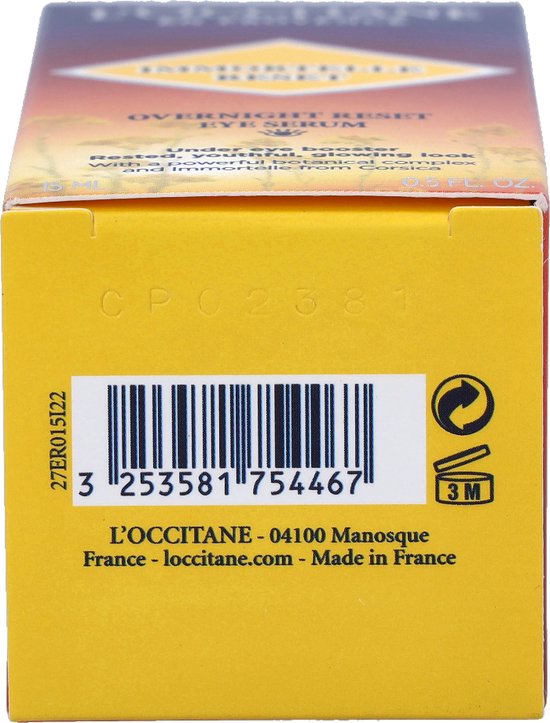 L'OCCITANE
IMMORTELLE
RESET
OVERNIGHT RESET
EYE SERUM
Under eye booster
Rested, youthful, glowing look
With a powerful botanical complex
and Immortelle from Corsica
15 ML 0.5 FL. OZ.
CP02381
27ER015I22
3 253581 754467
3 M
L'OCCITANE - 04100 Manosque
France - loccitane.com - Made in France